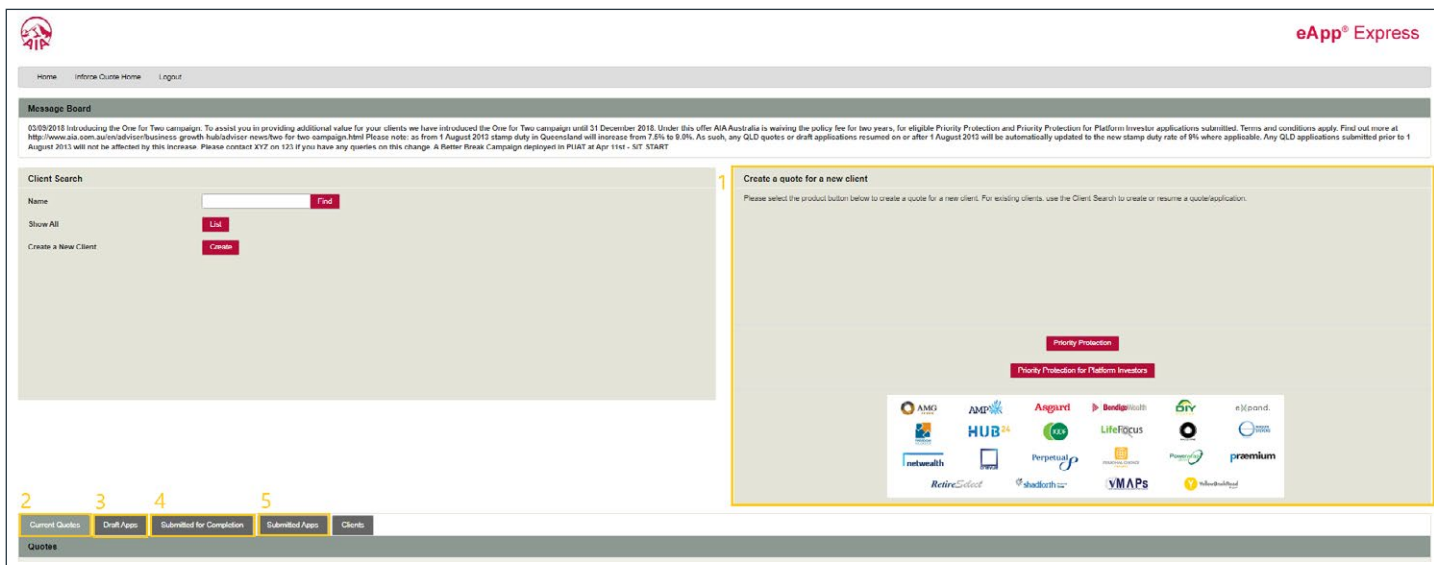 AIA
eApp® Express
Home Inforce Quote Home Logout
Message Board
03/09/2018 Introducing the One for Two campaign. To assist you in providing additional value for your clients we have introduced the One for Two campaign until 31 December 2018. Under this offer AIA Australia is waiving the policy fee for two years, for eligible Priority Protection and Priority Protection for Platform Investor applications submitted. Terms and conditions apply. Find out more at
http://www.aia.com.au/en/adviser/business growth hub/adviser news/two for two campaign.html Please note: as from 1 August 2013 stamp duty in Queensland will increase from 7.5% to 9.0%. As such, any QLD quotes or draft applications resumed on or after 1 August 2013 will be automatically updated to the new stamp duty rate of 9% where applicable. Any QLD applications submitted prior to 1
August 2013 will not be affected by this increase. Please contact XYZ on 123 if you have any queries on this change. A Better Break Campaign deployed in PUAT at Apr 11st - SIT START
Client Search
Name Find
Show All List
Create a New Client Create
1
Create a quote for a new client
Please select the product button below to create a quote for a new client. For existing clients, use the Client Search to create or resume a quote/application.
Priority Protection
Priority Protection for Platform Investors
AMG AMP Asgard BendigoWealth DIY e)(pand.
HUB24 LifeFocus
netwealth Perpetual Powerwrap præmium
RetireSelect shadforth VMAPs YellowBrickRoad
2 3 4 5
Current Quotes Draft Apps Submitted for Completion Submitted Apps Clients
Quotes